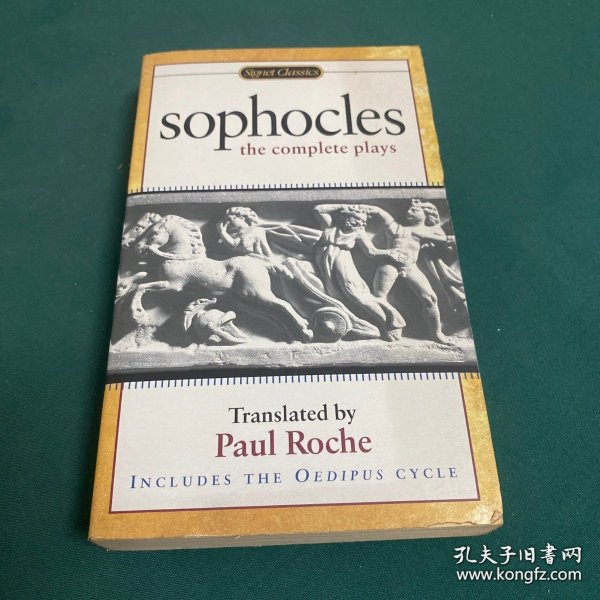 Signet Classics
sophocles
the complete plays
Translated by
Paul Roche
INCLUDES THE OEDIPUS CYCLE
孔夫子旧书网
www.kongfz.com